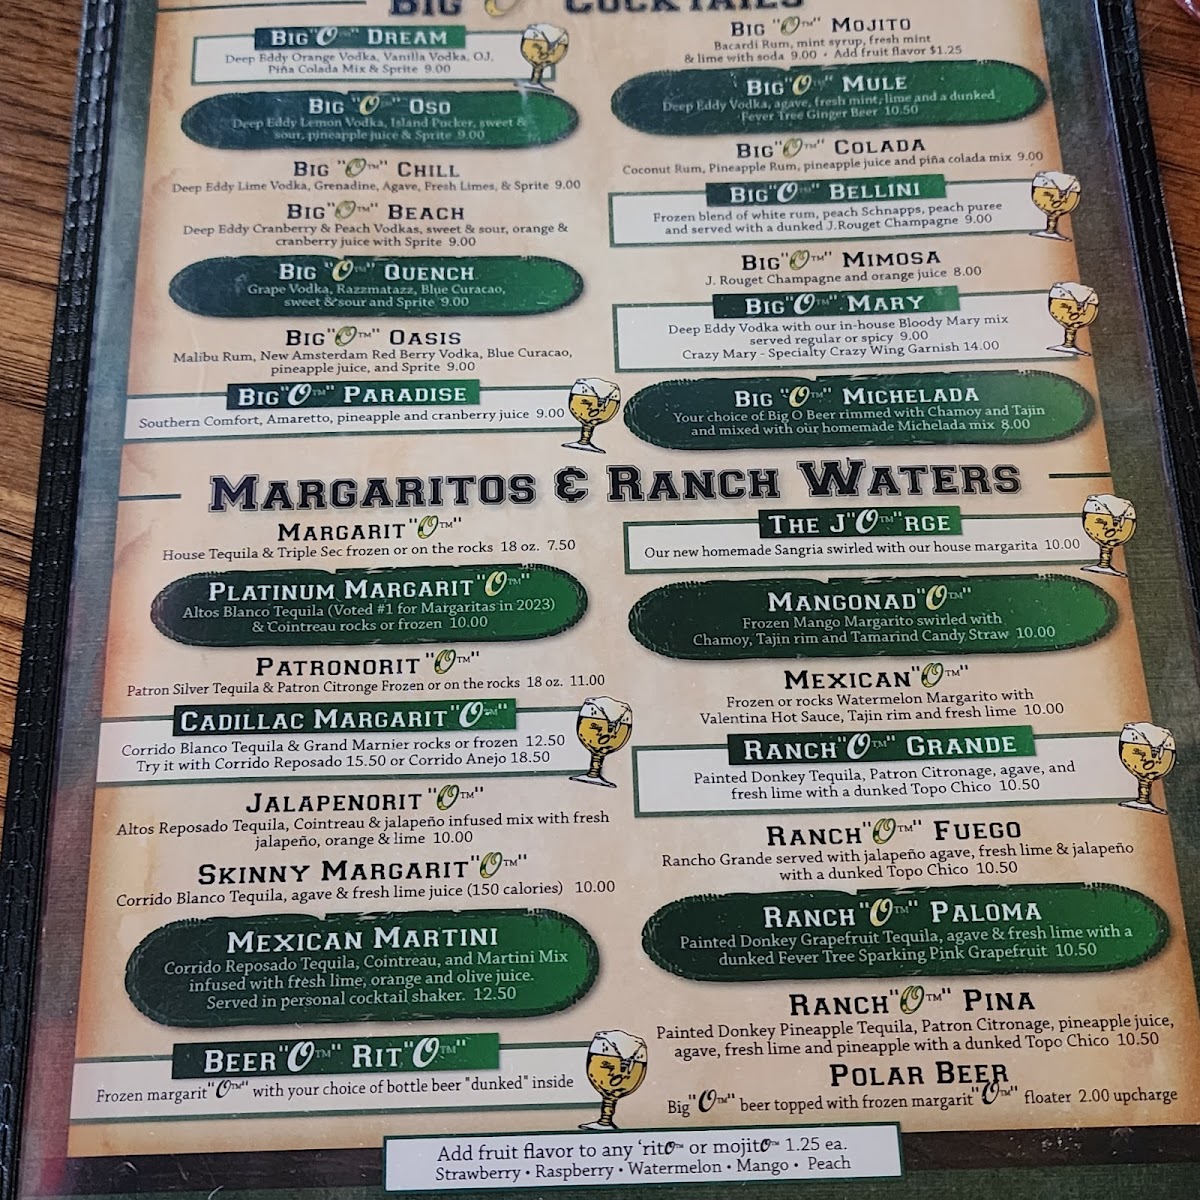 BIG "O" COCKTAILS
BIG "O™" DREAM
Deep Eddy Orange Vodka, Vanilla Vodka, OJ,
Piña Colada Mix & Sprite 9.00
BIG "O™" OSO
Deep Eddy Lemon Vodka, Island Pucker, sweet &
sour, pineapple juice & Sprite 9.00
BIG "O™" CHILL
Deep Eddy Lime Vodka, Grenadine, Agave, Fresh Limes, & Sprite 9.00
BIG "O™" BEACH
Deep Eddy Cranberry & Peach Vodkas, sweet & sour, orange &
cranberry juice with Sprite 9.00
BIG "O™" QUENCH
Grape Vodka, Razzmatazz, Blue Curacao,
sweet & sour and Sprite 9.00
BIG "O™" OASIS
Malibu Rum, New Amsterdam Red Berry Vodka, Blue Curacao,
pineapple juice, and Sprite 9.00
BIG "O™" PARADISE
Southern Comfort, Amaretto, pineapple and cranberry juice 9.00
BIG "O™" MOJITO
Bacardi Rum, mint syrup, fresh mint
& lime with soda 9.00 • Add fruit flavor $1.25
BIG "O™" MULE
Deep Eddy Vodka, agave, fresh mint, lime and a dunked
Fever Tree Ginger Beer 10.50
BIG "O™" COLADA
Coconut Rum, Pineapple Rum, pineapple juice and piña colada mix 9.00
BIG "O™" BELLINI
Frozen blend of white rum, peach Schnapps, peach puree
and served with a dunked J.Rouget Champagne 9.00
BIG "O™" MIMOSA
J. Rouget Champagne and orange juice 8.00
BIG "O™" MARY
Deep Eddy Vodka with our in-house Bloody Mary mix
served regular or spicy 9.00
Crazy Mary - Specialty Crazy Wing Garnish 14.00
BIG "O™" MICHELADA
Your choice of Big O Beer rimmed with Chamoy and Tajin
and mixed with our homemade Michelada mix 8.00
MARGARITOS & RANCH WATERS
MARGARIT "O™"
House Tequila & Triple Sec frozen or on the rocks 18 oz. 7.50
PLATINUM MARGARIT "O™"
Altos Blanco Tequila (Voted #1 for Margaritas in 2023)
& Cointreau rocks or frozen 10.00
PATRONORIT "O™"
Patron Silver Tequila & Patron Citronge Frozen or on the rocks 18 oz. 11.00
CADILLAC MARGARIT "O™"
Corrido Blanco Tequila & Grand Marnier rocks or frozen 12.50
Try it with Corrido Reposado 15.50 or Corrido Anejo 18.50
JALAPENORIT "O™"
Altos Reposado Tequila, Cointreau & jalapeño infused mix with fresh
jalapeño, orange & lime 10.00
SKINNY MARGARIT "O™"
Corrido Blanco Tequila, agave & fresh lime juice (150 calories) 10.00
MEXICAN MARTINI
Corrido Reposado Tequila, Cointreau, and Martini Mix
infused with fresh lime, orange and olive juice.
Served in personal cocktail shaker. 12.50
BEER "O™" RIT "O™"
Frozen margarit "O™" with your choice of bottle beer "dunked" inside
THE J "O™" RGE
Our new homemade Sangria swirled with our house margarita 10.00
MANGONAD "O™"
Frozen Mango Margarito swirled with
Chamoy, Tajin rim and Tamarind Candy Straw 10.00
MEXICAN "O™"
Frozen or rocks Watermelon Margarito with
Valentina Hot Sauce, Tajin rim and fresh lime 10.00
RANCH "O™" GRANDE
Painted Donkey Tequila, Patron Citronage, agave, and
fresh lime with a dunked Topo Chico 10.50
RANCH "O™" FUEGO
Rancho Grande served with jalapeño agave, fresh lime & jalapeño
with a dunked Topo Chico 10.50
RANCH "O™" PALOMA
Painted Donkey Grapefruit Tequila, agave & fresh lime with a
dunked Fever Tree Sparking Pink Grapefruit 10.50
RANCH "O™" PINA
Painted Donkey Pineapple Tequila, Patron Citronage, pineapple juice,
agave, fresh lime and pineapple with a dunked Topo Chico 10.50
POLAR BEER
Big "O™" beer topped with frozen margarit "O™" floater 2.00 upcharge
Add fruit flavor to any 'ritO™ or mojitO™ 1.25 ea.
Strawberry • Raspberry • Watermelon • Mango • Peach